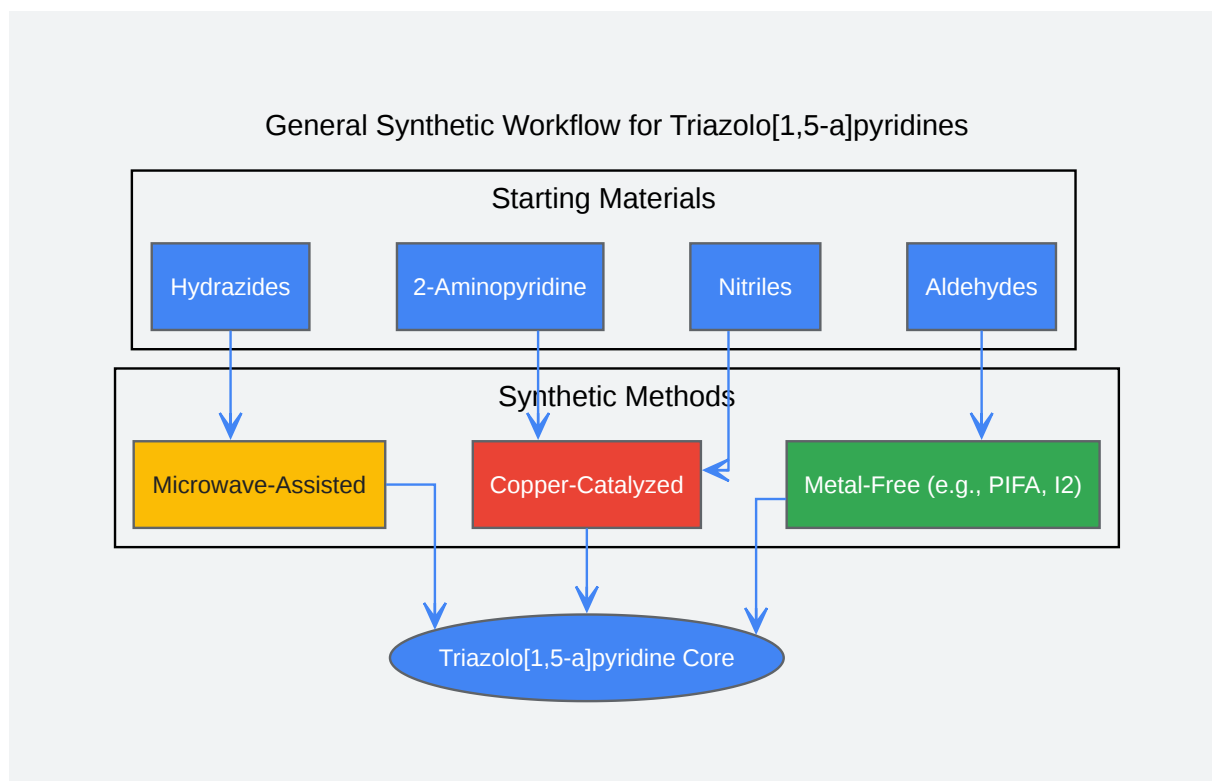 General Synthetic Workflow for Triazolo[1,5-a]pyridines
Starting Materials
Hydrazides
2-Aminopyridine
Nitriles
Aldehydes
Synthetic Methods
Microwave-Assisted
Copper-Catalyzed
Metal-Free (e.g., PIFA, I2)
Triazolo[1,5-a]pyridine Core